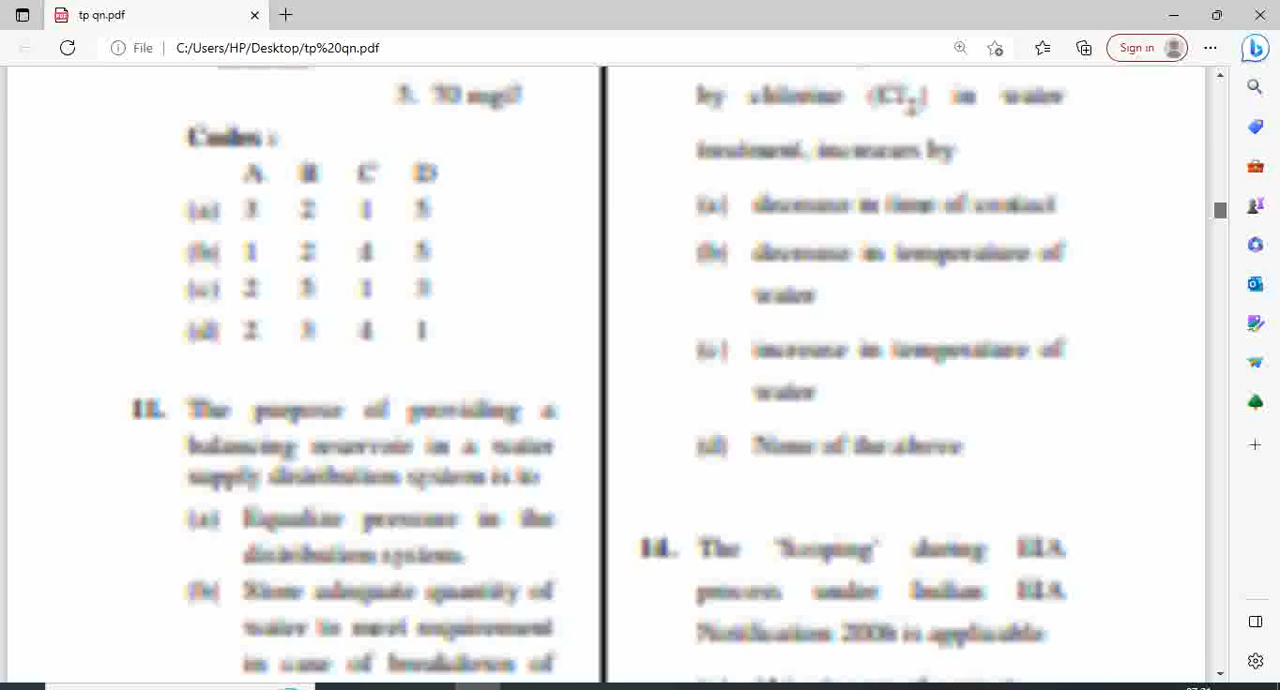 tp qn.pdf
File
C:/Users/HP/Desktop/tp%20qn.pdf
Sign in
5. 70 mg/l
Codes :
A B C D
(a) 3 2 1 5
(b) 1 2 4 5
(c) 2 5 1 3
(d) 2 3 4 1
The purpose of providing a
balancing reservoir in a water
supply distribution system is to
(a) Equalize pressure in the
distribution system.
(b) Store adequate quantity of
water to meet requirement
in case of breakdown of
by chlorine (Cl2) in water
treatment, increases by
(a) decrease in time of contact
(b) decrease in temperature of
water
(c) increase in temperature of
water
(d) None of the above
14. The 'Scoping' during EIA
process under Indian EIA
Notification 2006 is applicable